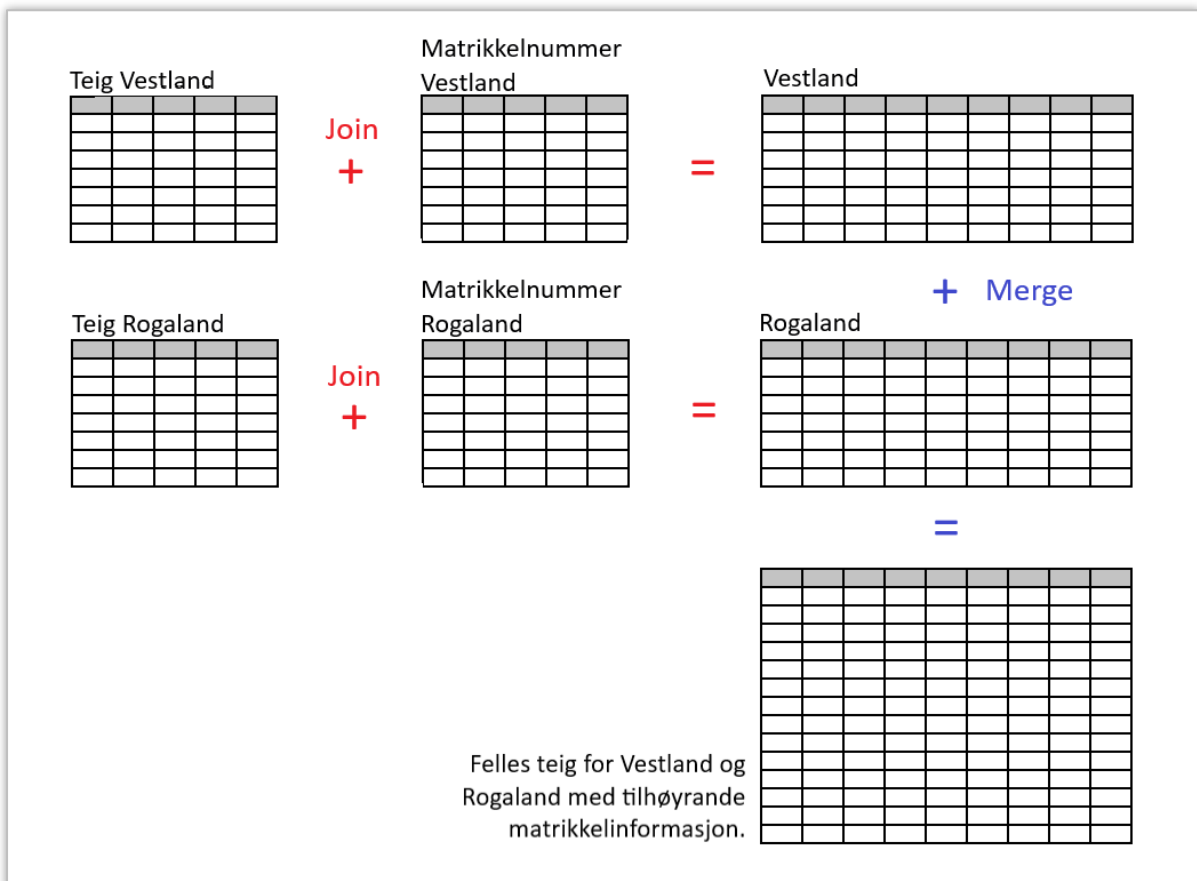 Teig Vestland
Join
+
Matrikkelnummer
Vestland
=
Vestland
+ Merge
Teig Rogaland
Join
+
Matrikkelnummer
Rogaland
=
Rogaland
=
Felles teig for Vestland og
Rogaland med tilhøyrande
matrikkelinformasjon.